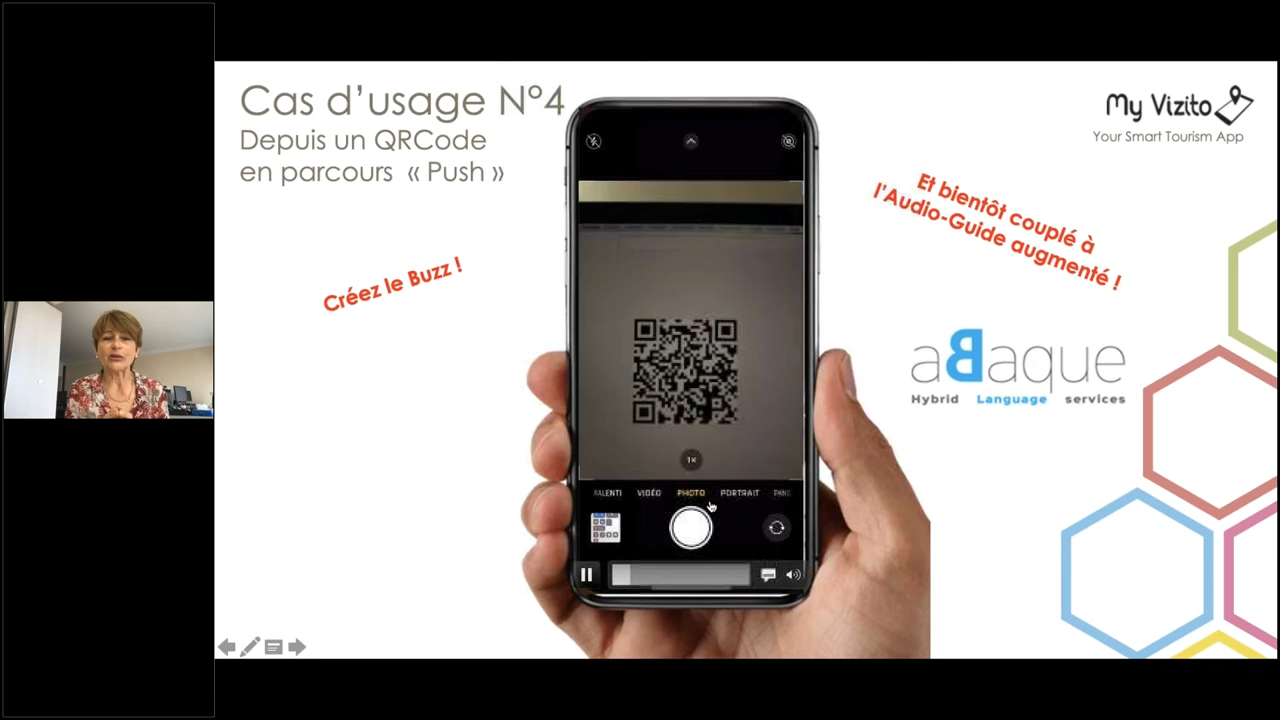 Cas d’usage N°4
Depuis un QRCode
en parcours « Push »
My Vizito
Your Smart Tourism App
Et bientôt couplé à
l'Audio-Guide augmenté !
Créez le Buzz !
aBaque
Hybrid Language services
1×
RALENTI VIDÉO PHOTO PORTRAIT PANO